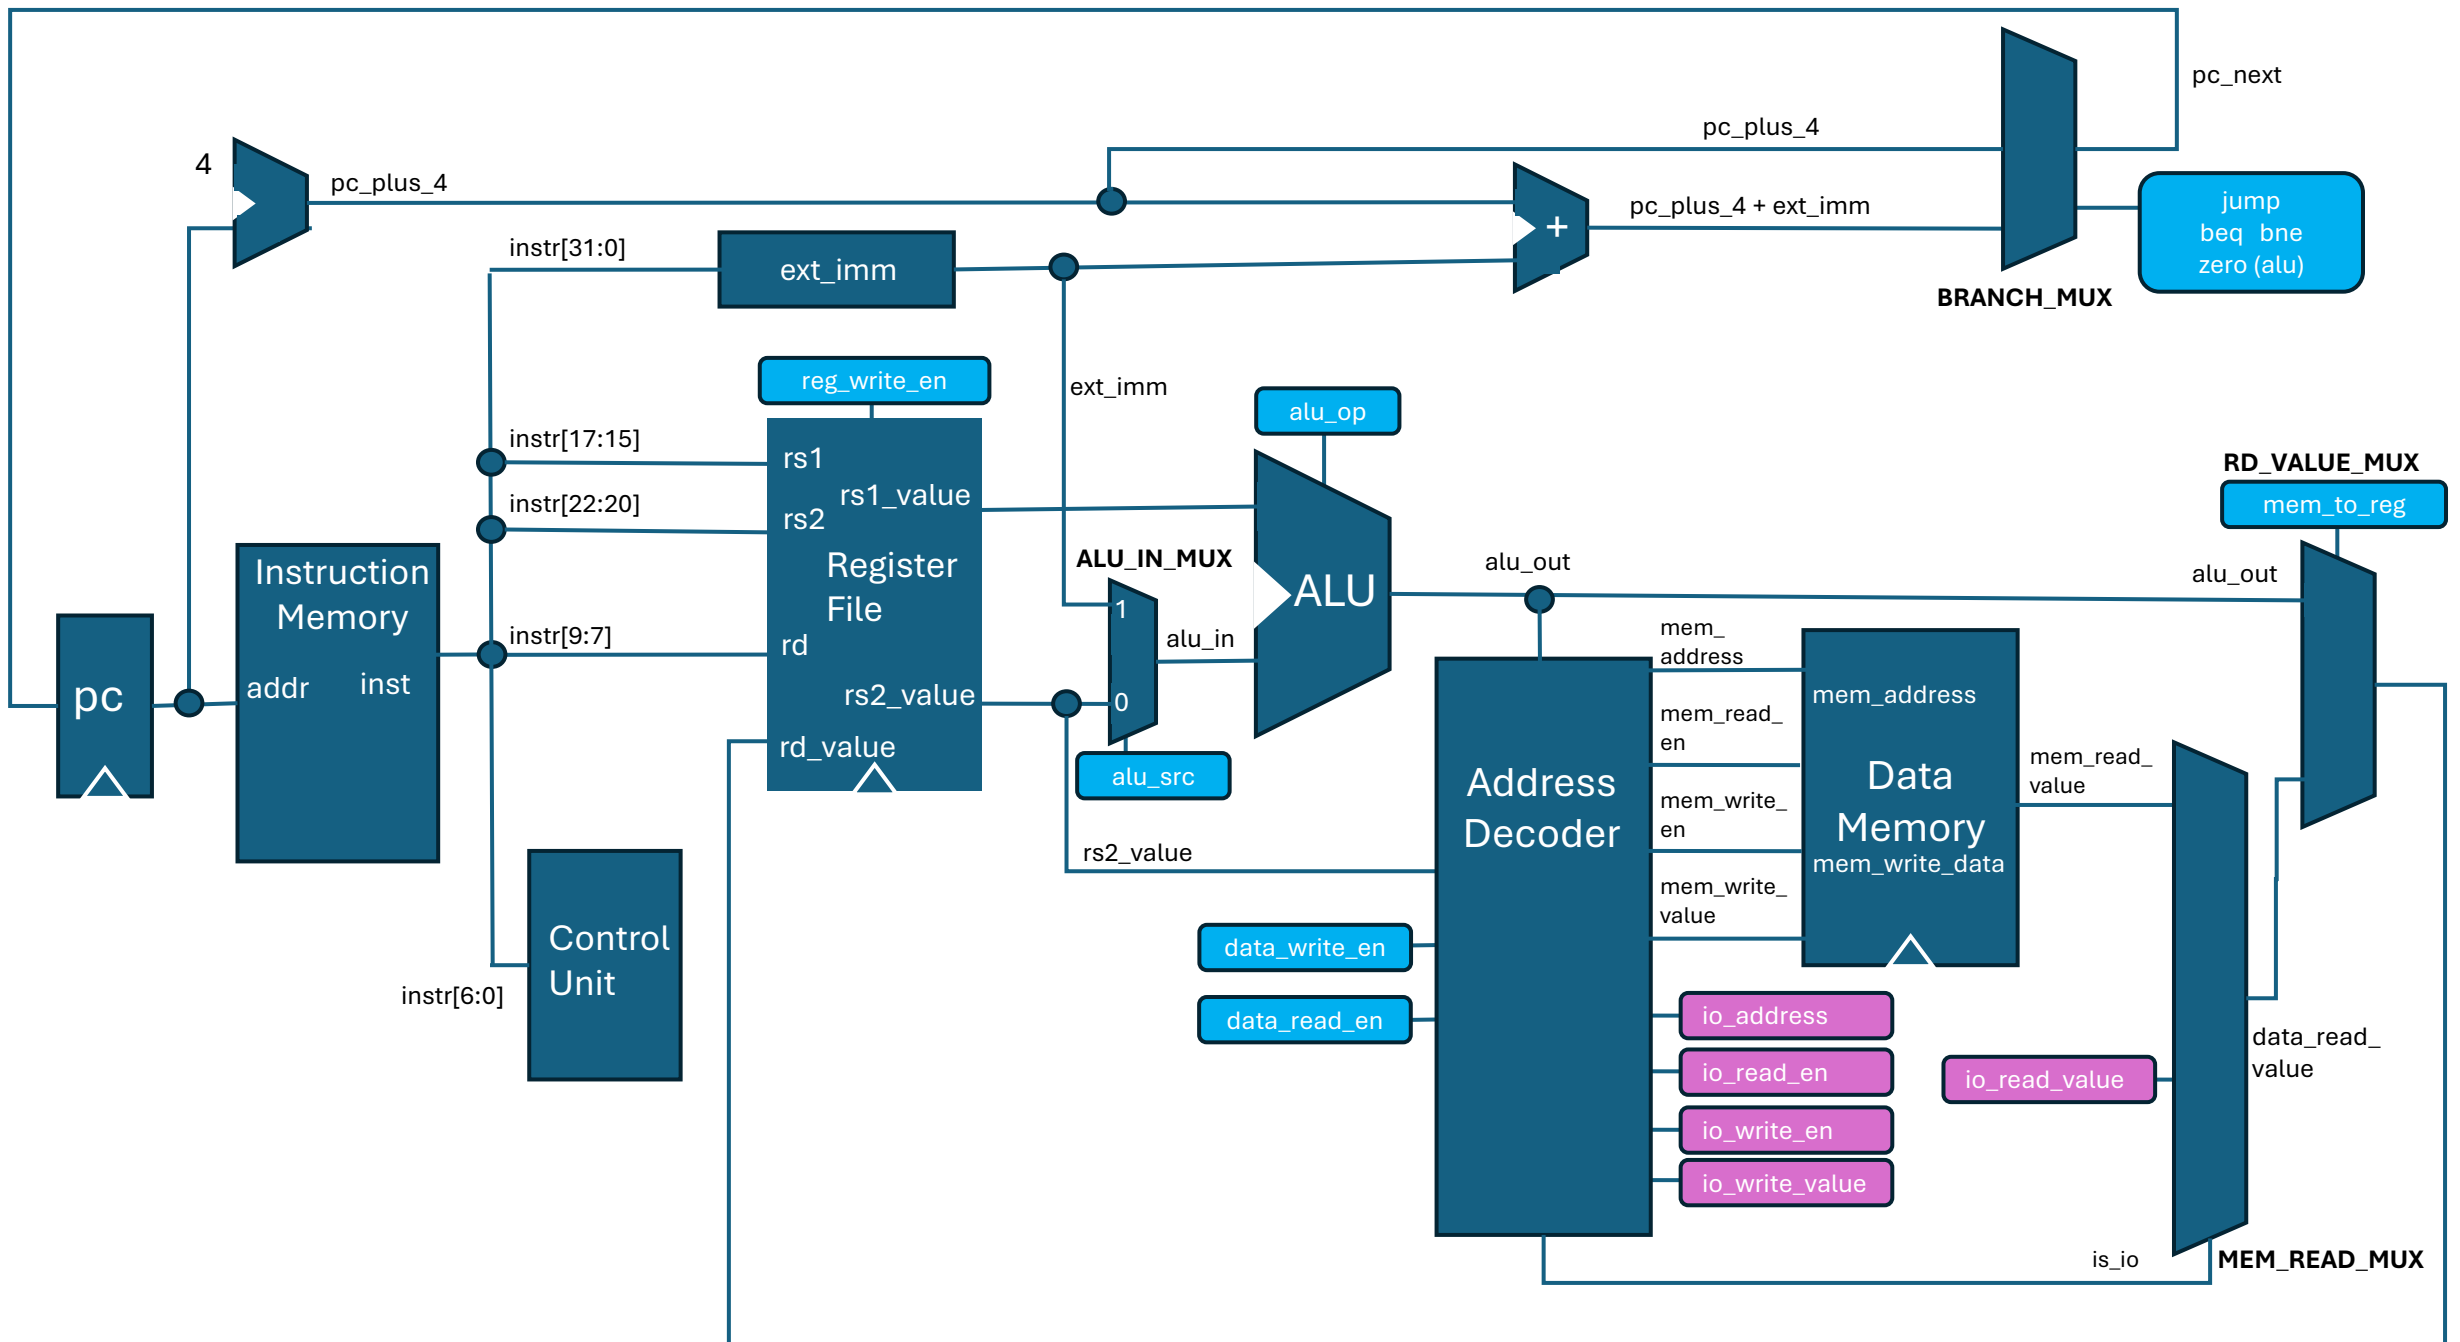 pc_next
pc_plus_4
4
pc_plus_4
jump
beq bne
zero (alu)
pc_plus_4 + ext_imm
+
instr[31:0]
ext_imm
BRANCH_MUX
reg_write_en
ext_imm
alu_op
instr[17:15]
rs1
rs1_value
instr[22:20]
rs2
RD_VALUE_MUX
mem_to_reg
Instruction
Memory
addr
inst
Register
File
ALU_IN_MUX
1
0
ALU
alu_out
alu_out
instr[9:7]
rd
alu_in
rs2_value
rd_value
alu_src
pc
mem_
address
mem_read_
en
mem_write_
en
mem_write_
value
mem_address
Data
Memory
mem_write_data
mem_read_
value
Address
Decoder
rs2_value
Control
Unit
instr[6:0]
data_write_en
data_read_en
io_address
io_read_en
io_write_en
io_write_value
io_read_value
data_read_
value
is_io
MEM_READ_MUX